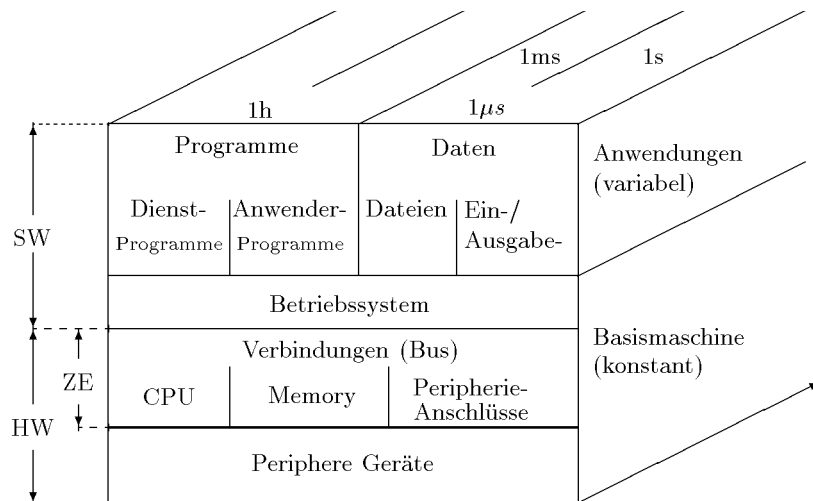 1ms 1s
1h 1μs
Programme Daten
Anwendungen
(variabel)
Dienst- Anwender- Dateien Ein-/
Programme Programme Ausgabe-
SW
Betriebssystem
Verbindungen (Bus)
Basismaschine
(konstant)
ZE
CPU Memory Peripherie-
Anschlüsse
HW
Periphere Geräte